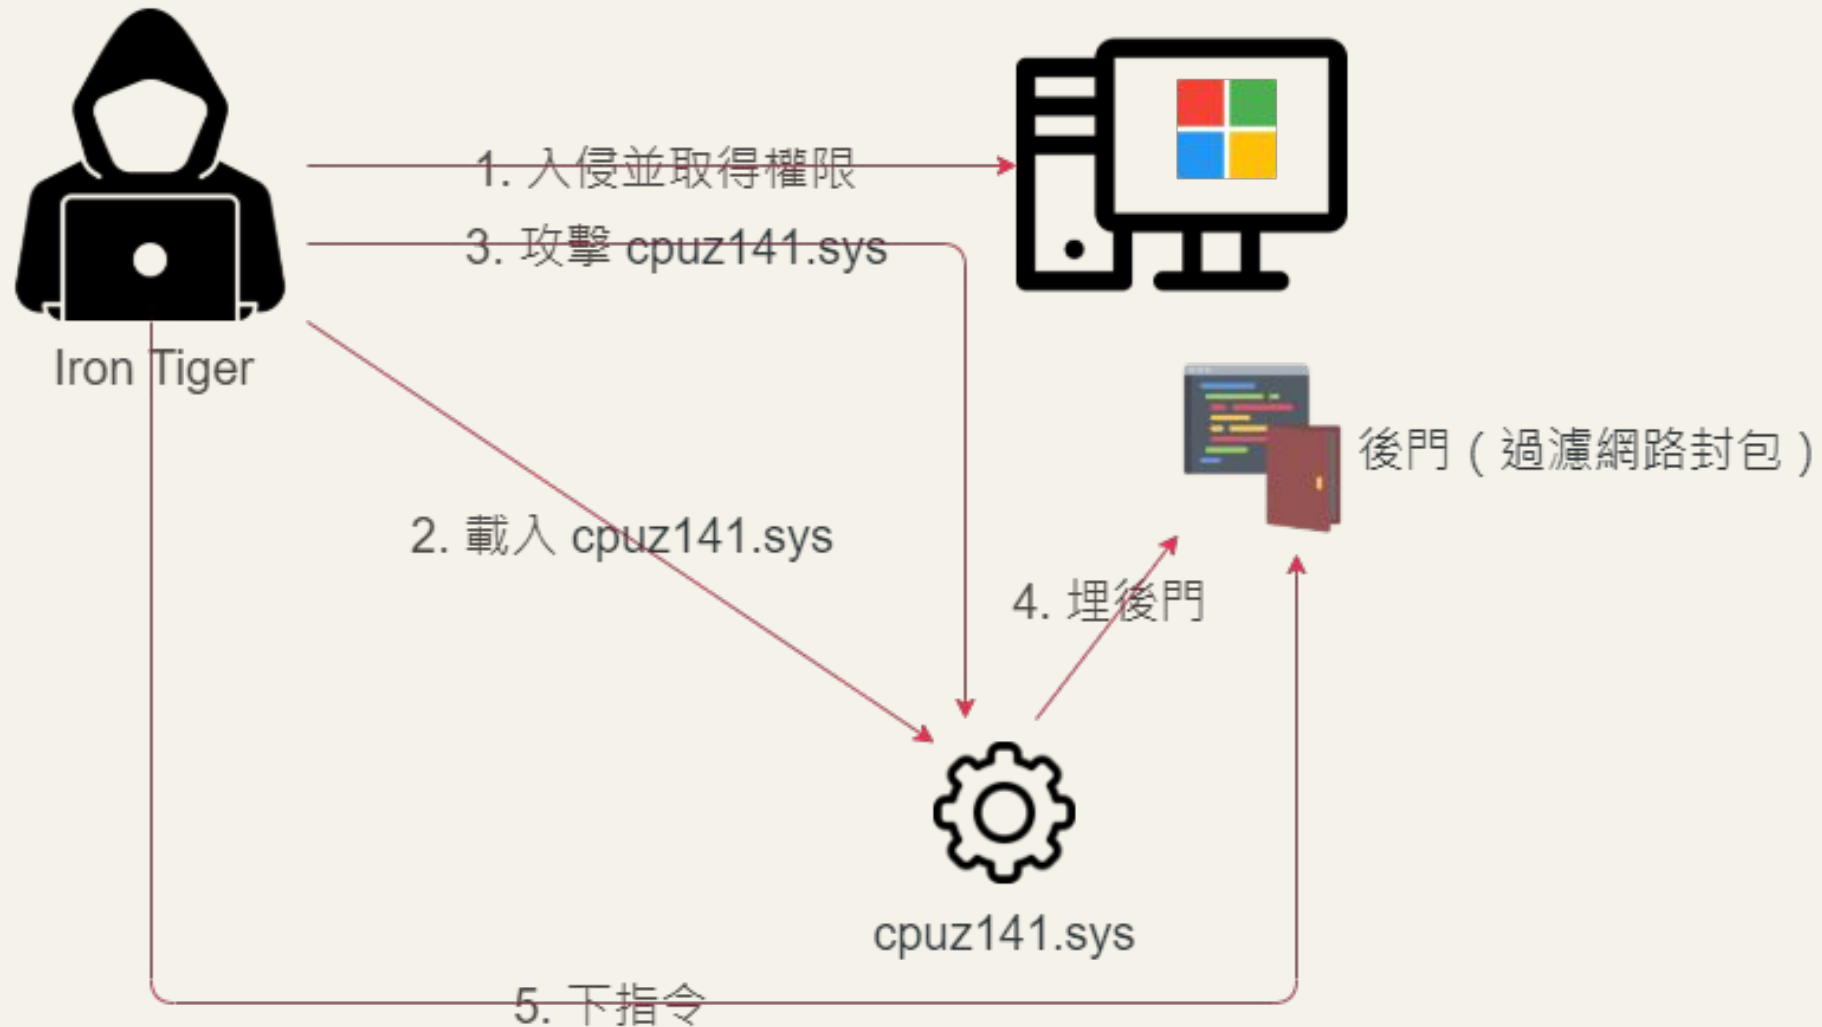 1. 入侵並取得權限
3. 攻擊 cpuz141.sys
Iron Tiger
後門（過濾網路封包）
2. 載入 cpuz141.sys
4. 埋後門
cpuz141.sys
5. 下指令